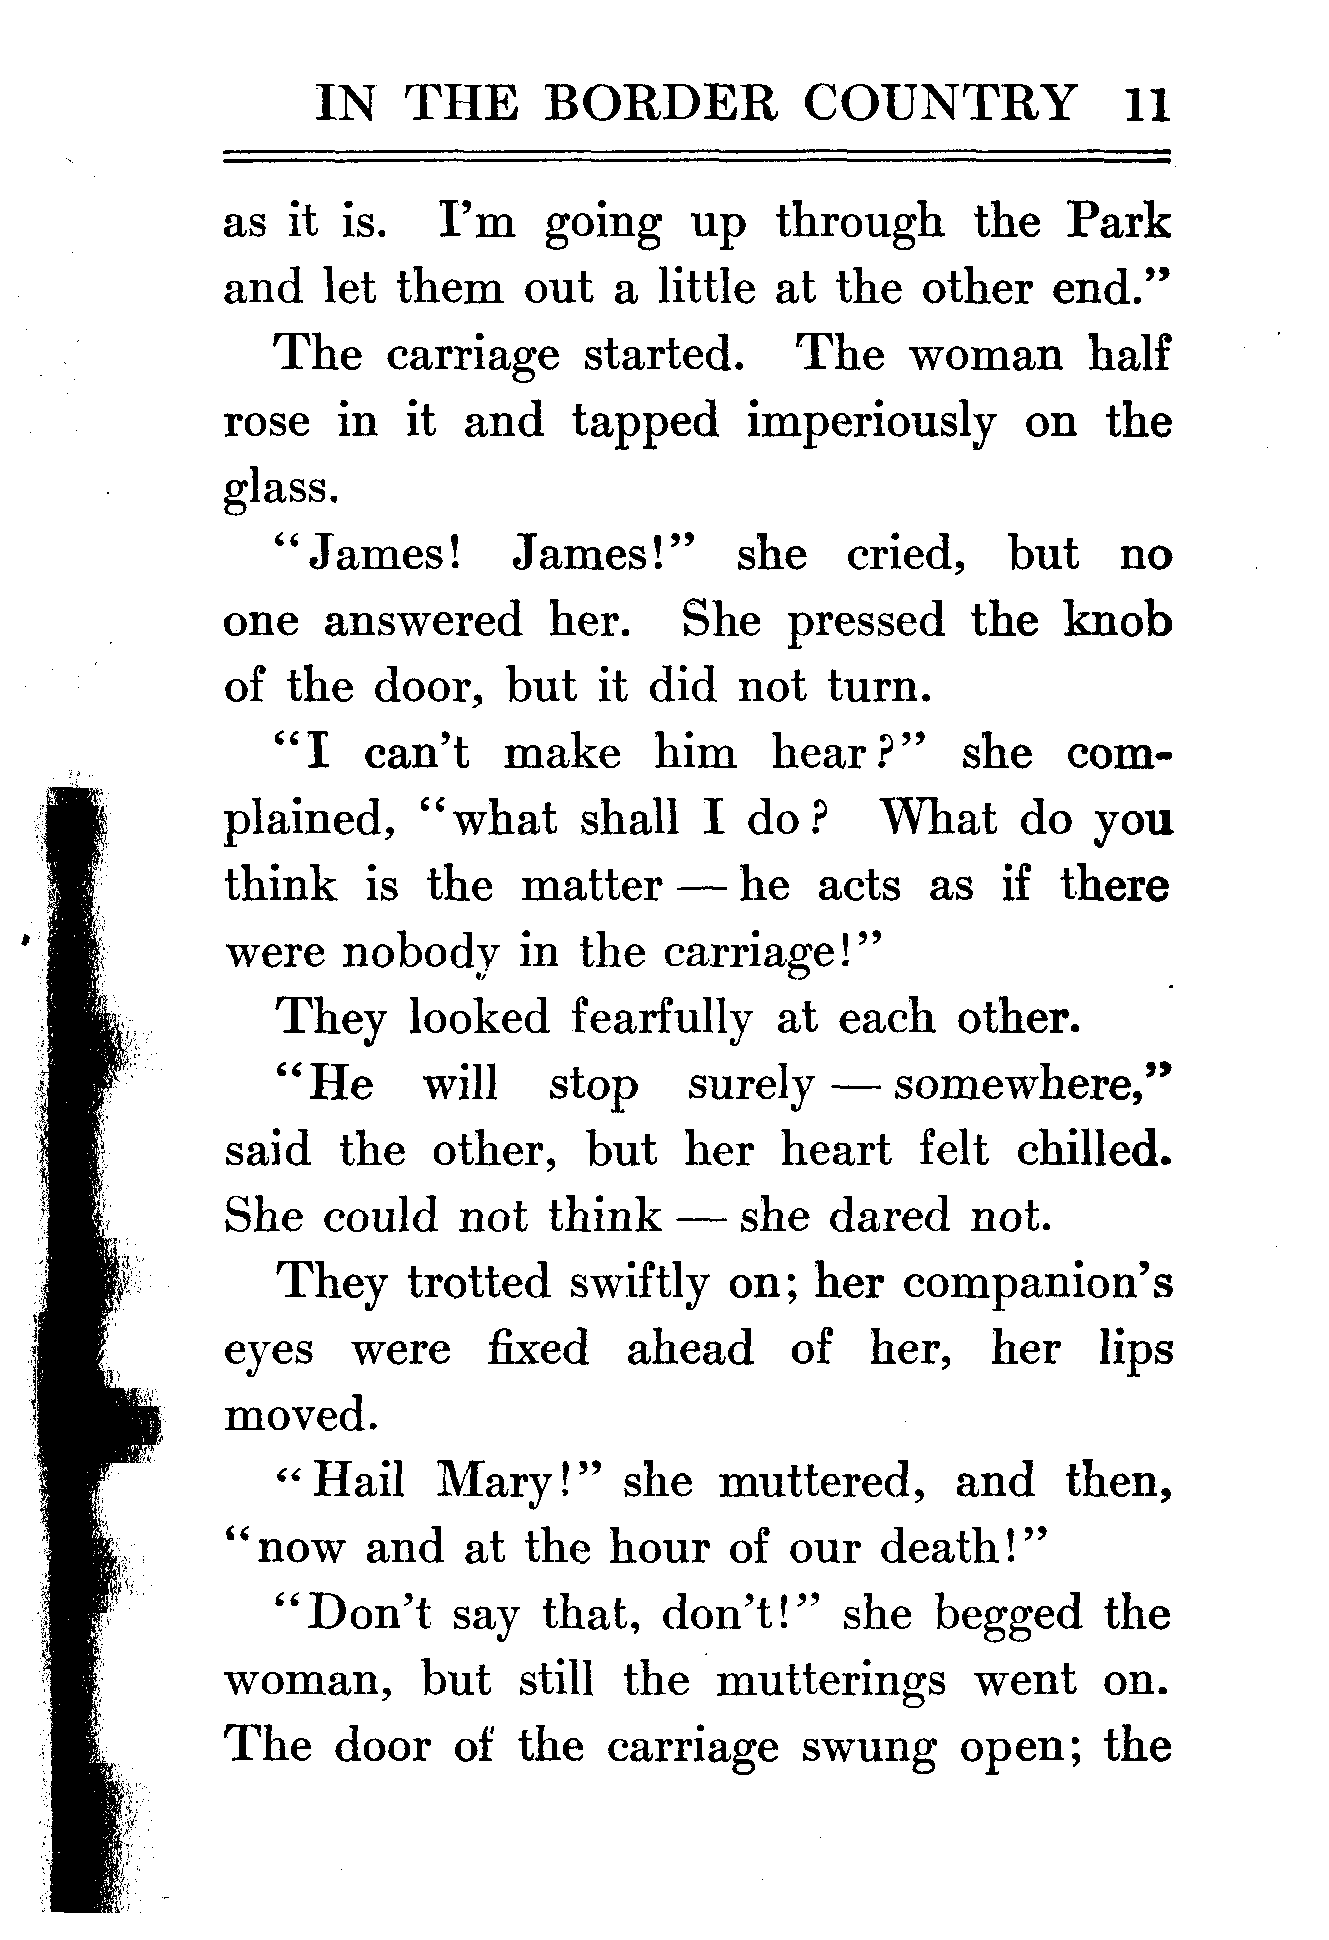 IN THE BORDER COUNTRY 11
as it is. I'm going up through the Park
and let them out a little at the other end."
The carriage started. The woman half
rose in it and tapped imperiously on the
glass.
"James! James!" she cried, but no
one answered her. She pressed the knob
of the door, but it did not turn.
"I can't make him hear?" she com-
plained, "what shall I do? What do you
think is the matter — he acts as if there
were nobody in the carriage!"
They looked fearfully at each other.
"He will stop surely — somewhere,"
said the other, but her heart felt chilled.
She could not think — she dared not.
They trotted swiftly on; her companion's
eyes were fixed ahead of her, her lips
moved.
"Hail Mary!" she muttered, and then,
"now and at the hour of our death!"
"Don't say that, don't!" she begged the
woman, but still the mutterings went on.
The door of the carriage swung open; the